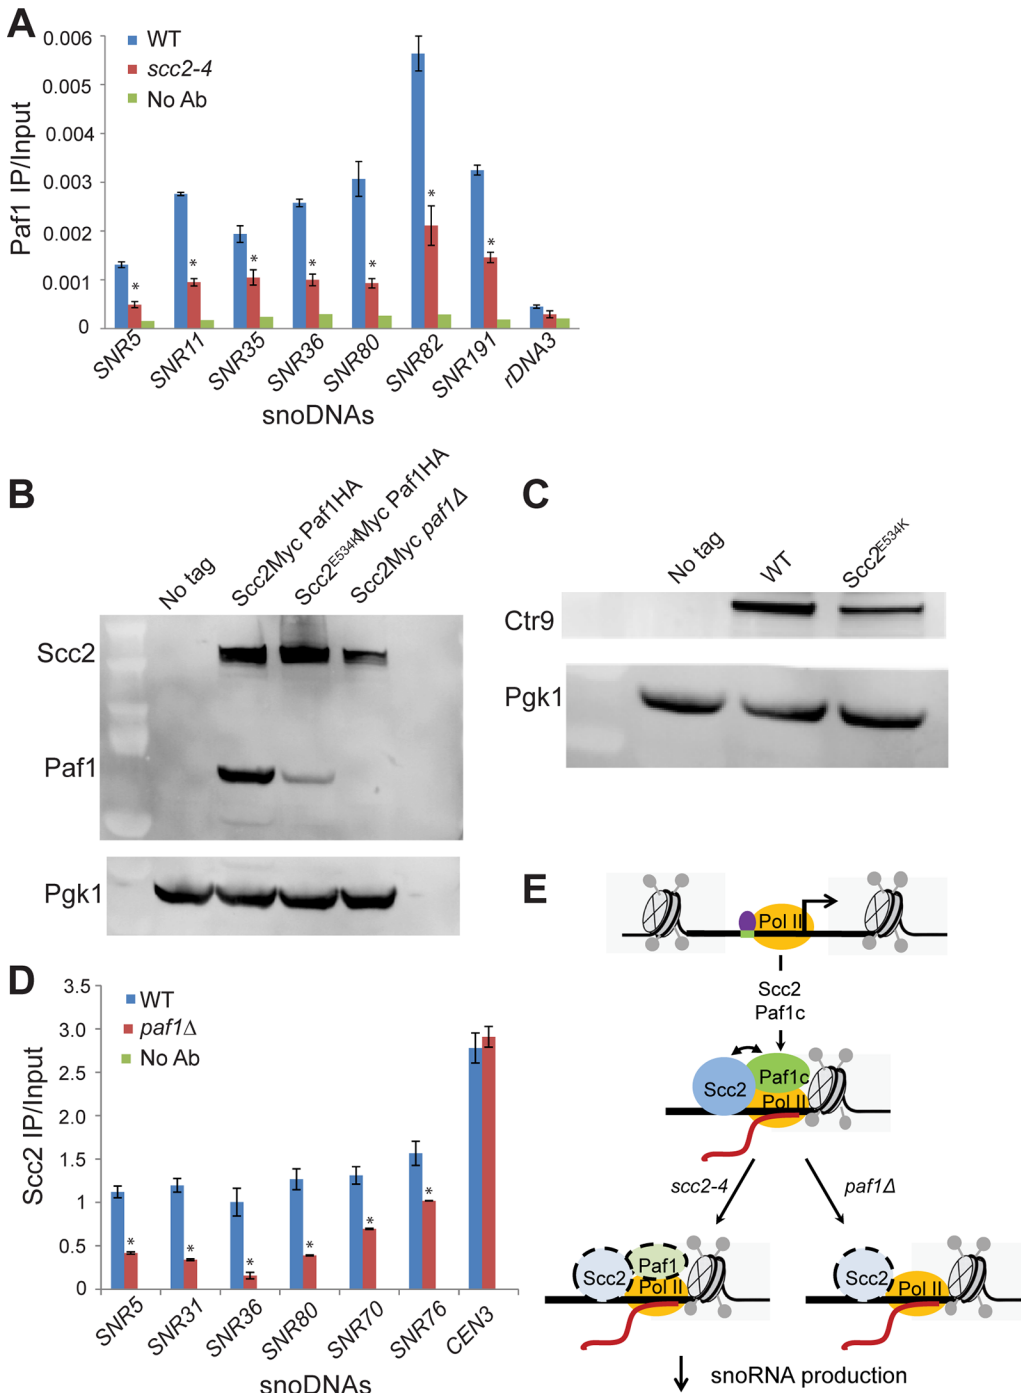 A
0.006
0.005
0.004
0.003
0.002
0.001
0
Paf1 IP/Input
WT
scc2-4
No Ab
SNR5
SNR11
SNR35
SNR36
SNR80
SNR82
SNR191
rDNA3
* * * * * * *
snoDNAs
B
No tag
Scc2Myc Paf1HA
Scc2E534KMyc Paf1HA
Scc2Myc paf1Δ
Scc2
Paf1
Pgk1
C
No tag
WT
Scc2E534K
Ctr9
Pgk1
D
3.5
3.0
2.5
2.0
1.5
1
0.5
0
Scc2 IP/Input
WT
paf1Δ
No Ab
* * * * * *
SNR5
SNR31
SNR36
SNR80
SNR70
SNR76
CEN3
snoDNAs
E
Pol II
Scc2
Paf1c
Scc2
Paf1c
Pol II
scc2-4
paf1Δ
Scc2
Paf1
Pol II
Scc2
Pol II
snoRNA production